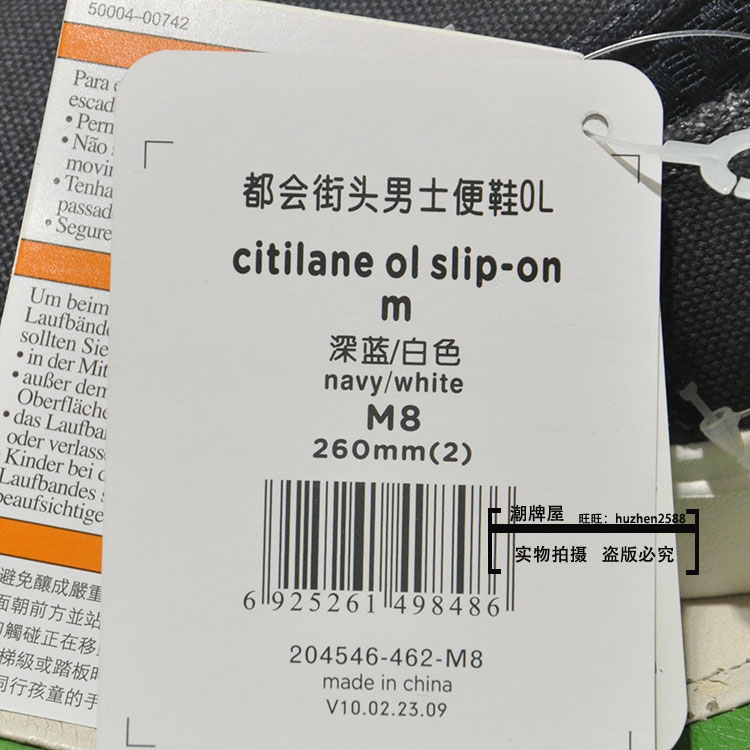 50004-00742
Para
escad
• Perm
• Não
movir
• Tenha
passad
• Segure
Um beim
Laufbände
sollten Sie
• in der Mit
• außer dem
Oberfläche
• das Laufba
oder verlass
• Kinder bei d
Laufbandes s
beaufsichtige
避免釀成嚴重
面朝前方並站
觸碰正在移
梯級或踏板時
同行孩童的手
都会街头男士便鞋OL
citilane ol slip-on
m
深蓝/白色
navy/white
M8
260mm(2)
6 925261 498486
204546-462-M8
made in china
V10.02.23.09
潮牌屋 旺旺：huzhen2588
实物拍摄 盗版必究